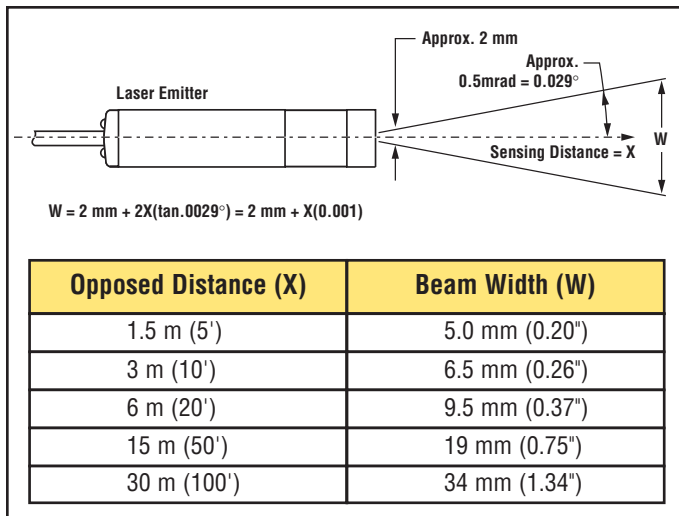 Approx. 2 mm
Approx.
0.5mrad = 0.029°
Laser Emitter
Sensing Distance = X
W
W = 2 mm + 2X(tan.0029°) = 2 mm + X(0.001)
Opposed Distance (X) Beam Width (W)
1.5 m (5') 5.0 mm (0.20")
3 m (10') 6.5 mm (0.26")
6 m (20') 9.5 mm (0.37")
15 m (50') 19 mm (0.75")
30 m (100') 34 mm (1.34")